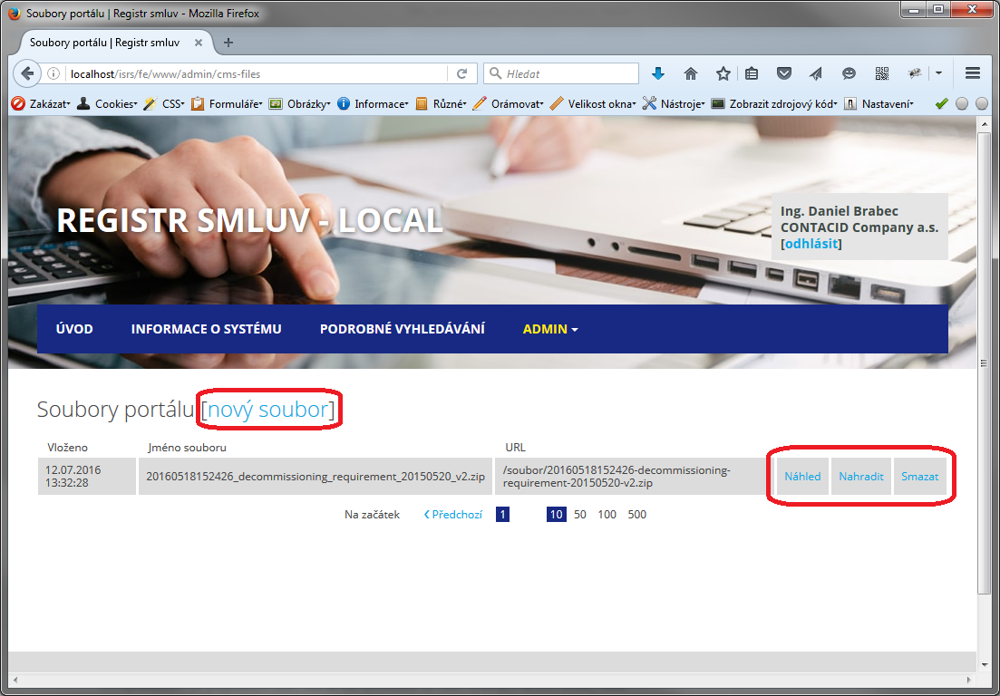 Soubory portálu | Registr smluv - Mozilla Firefox
Soubory portálu | Registr smluv
localhost/isrs/fe/www/admin/cms-files
Hledat
Zakázat Cookies CSS Formuláře Obrázky Informace Různé Orámovat Velikost okna Nástroje Zobrazit zdrojový kód Nastavení
REGISTR SMLUV - LOCAL
Ing. Daniel Brabec
CONTACID Company a.s.
[odhlásit]
ÚVOD INFORMACE O SYSTÉMU PODROBNÉ VYHLEDÁVÁNÍ ADMIN
Soubory portálu [nový soubor]
Vloženo Jméno souboru URL
12.07.2016
13:32:28
20160518152426_decommissioning_requirement_20150520_v2.zip
/soubor/20160518152426-decommissioning-
requirement-20150520-v2.zip
Náhled Nahradit Smazat
Na začátek Předchozí 1 10 50 100 500